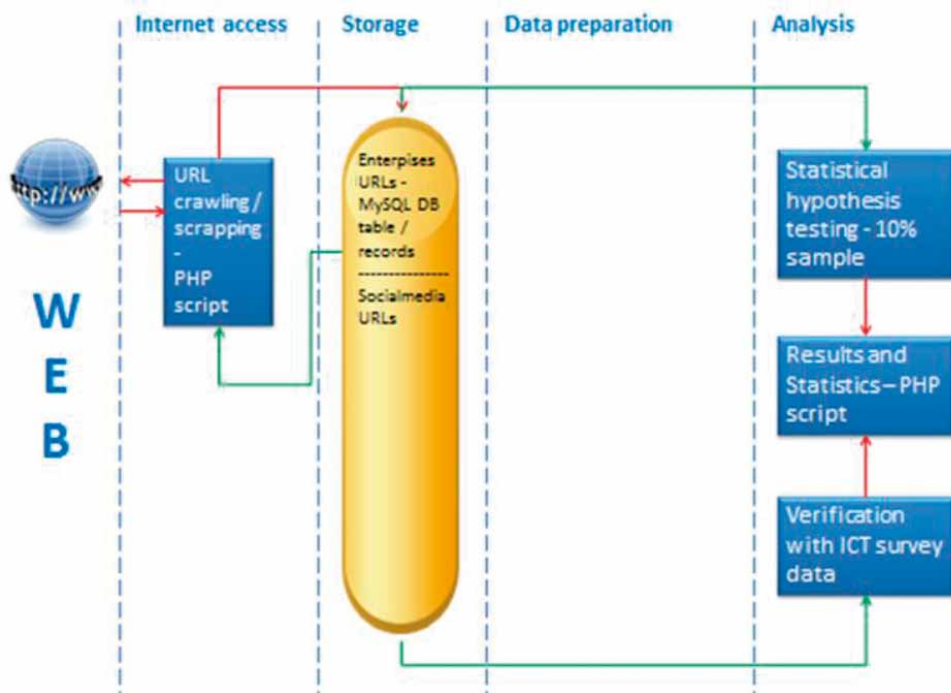 Internet access
Storage
Data preparation
Analysis
http://ww
W
E
B
URL
crawling /
scrapping
-
PHP
script
Enterpises
URLs -
MySQL DB
table /
records
---------------
Socialmedia
URLs
Statistical
hypothesis
testing - 10%
sample
Results and
Statistics – PHP
script
Verification
with ICT survey
data